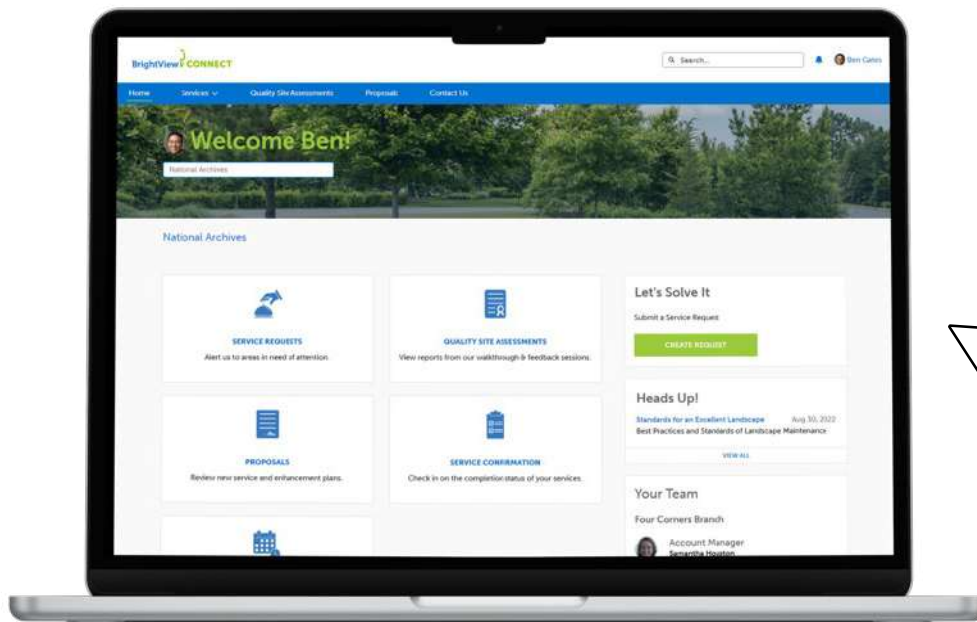 BrightView CONNECT
Search...
Ben Cates
Home Services Quality Site Assessments Proposals Contact Us
Welcome Ben!
National Archives
National Archives
SERVICE REQUESTS
Alert us to areas in need of attention.
QUALITY SITE ASSESSMENTS
View reports from our walkthrough & feedback sessions.
PROPOSALS
Review new service and enhancement plans.
SERVICE CONFIRMATION
Check in on the completion status of your services.
Let's Solve It
Submit a Service Request
CREATE REQUEST
Heads Up!
Standards for an Excellent Landscape Aug 30, 2022
Best Practices and Standards of Landscape Maintenance
VIEW ALL
Your Team
Four Corners Branch
Account Manager
Samantha Houston